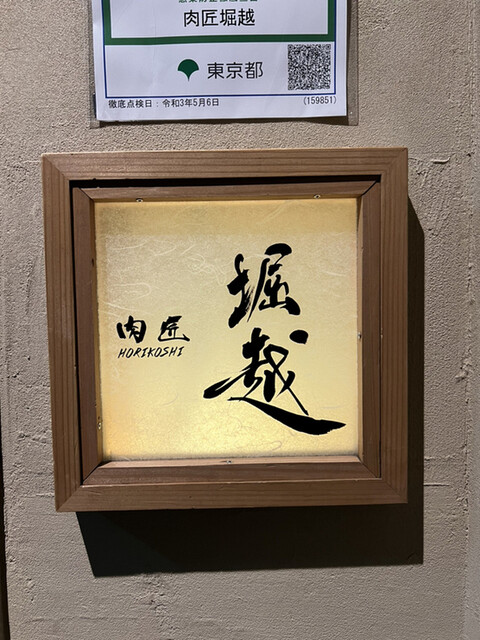 肉匠堀越
東京都
徹底点検日：令和3年5月6日
(159851)
堀越
肉匠
HORIKOSHI